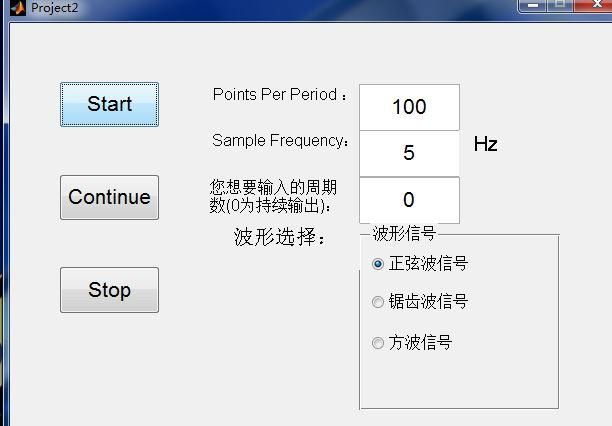 Project2
Start
Points Per Period：
100
Sample Frequency:
5
Hz
Continue
您想要输入的周期
数(0为持续输出):
0
波形选择：
波形信号
正弦波信号
Stop
锯齿波信号
方波信号